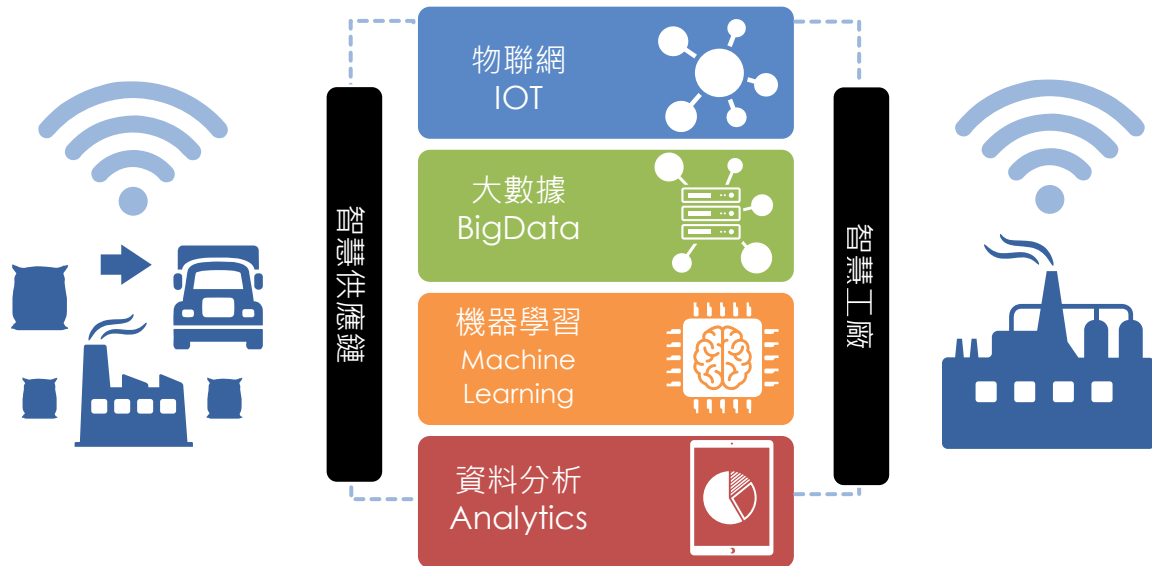 物聯網
IOT
大數據
BigData
機器學習
Machine
Learning
資料分析
Analytics
智慧供應鏈
智慧工廠